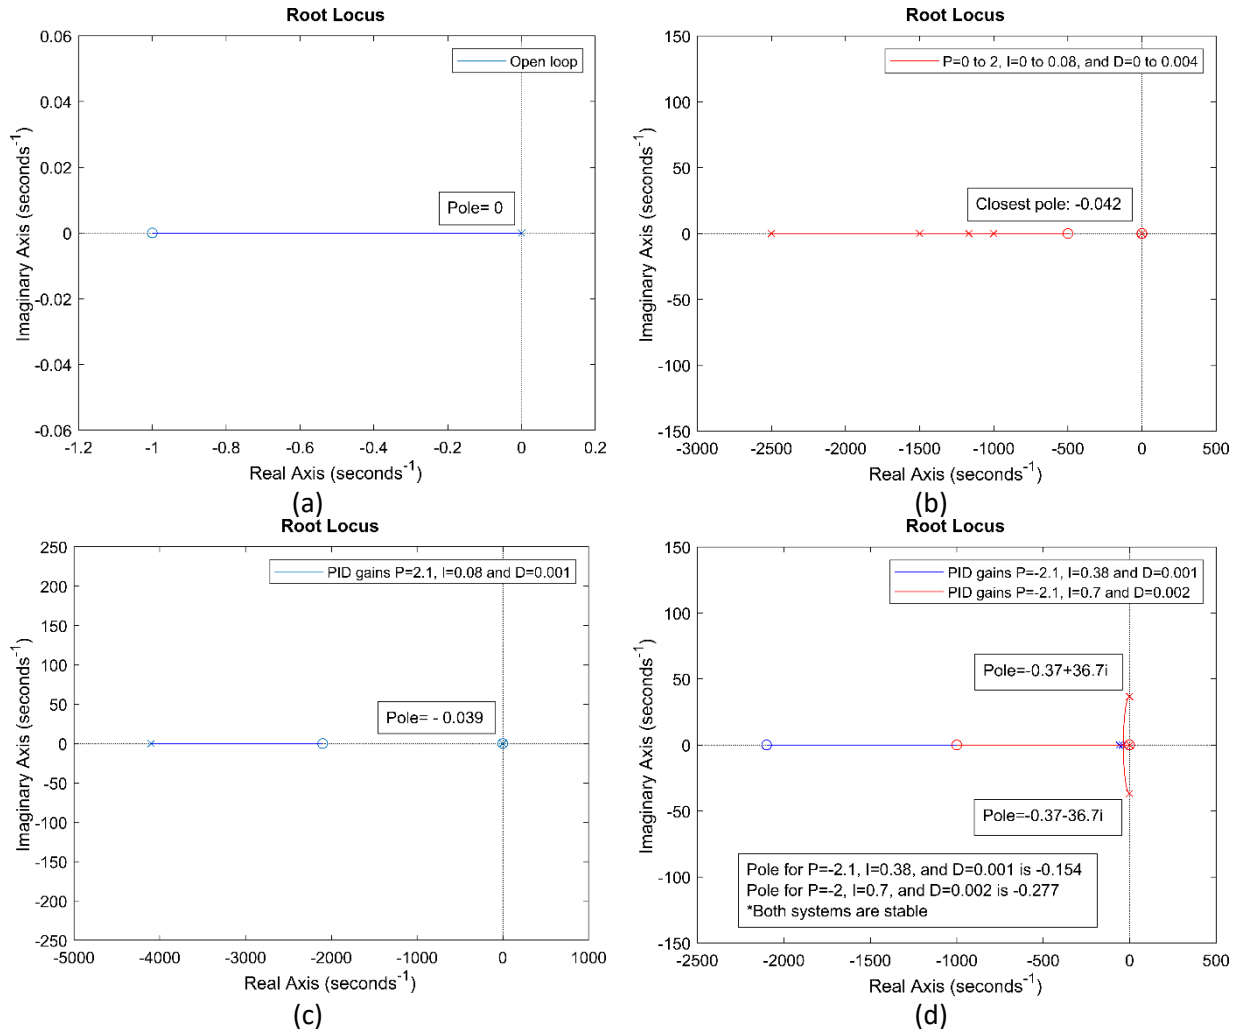 Root Locus
0.06
0.04
0.02
0
-0.02
-0.04
-0.06
Imaginary Axis (seconds-1)
Open loop
Pole= 0
-1.2 -1 -0.8 -0.6 -0.4 -0.2 0 0.2
Real Axis (seconds-1)
(a)
Root Locus
150
100
50
0
-50
-100
-150
Imaginary Axis (seconds-1)
P=0 to 2, I=0 to 0.08, and D=0 to 0.004
Closest pole: -0.042
-3000 -2500 -2000 -1500 -1000 -500 0 500
Real Axis (seconds-1)
(b)
Root Locus
250
200
150
100
50
0
-50
-100
-150
-200
-250
Imaginary Axis (seconds-1)
PID gains P=2.1, I=0.08 and D=0.001
Pole= - 0.039
-5000 -4000 -3000 -2000 -1000 0 1000
Real Axis (seconds-1)
(c)
Root Locus
150
100
50
0
-50
-100
-150
Imaginary Axis (seconds-1)
PID gains P=-2.1, I=0.38 and D=0.001
PID gains P=-2.1, I=0.7 and D=0.002
Pole=-0.37+36.7i
Pole=-0.37-36.7i
Pole for P=-2.1, I=0.38, and D=0.001 is -0.154
Pole for P=-2, I=0.7, and D=0.002 is -0.277
*Both systems are stable
-2500 -2000 -1500 -1000 -500 0 500
Real Axis (seconds-1)
(d)